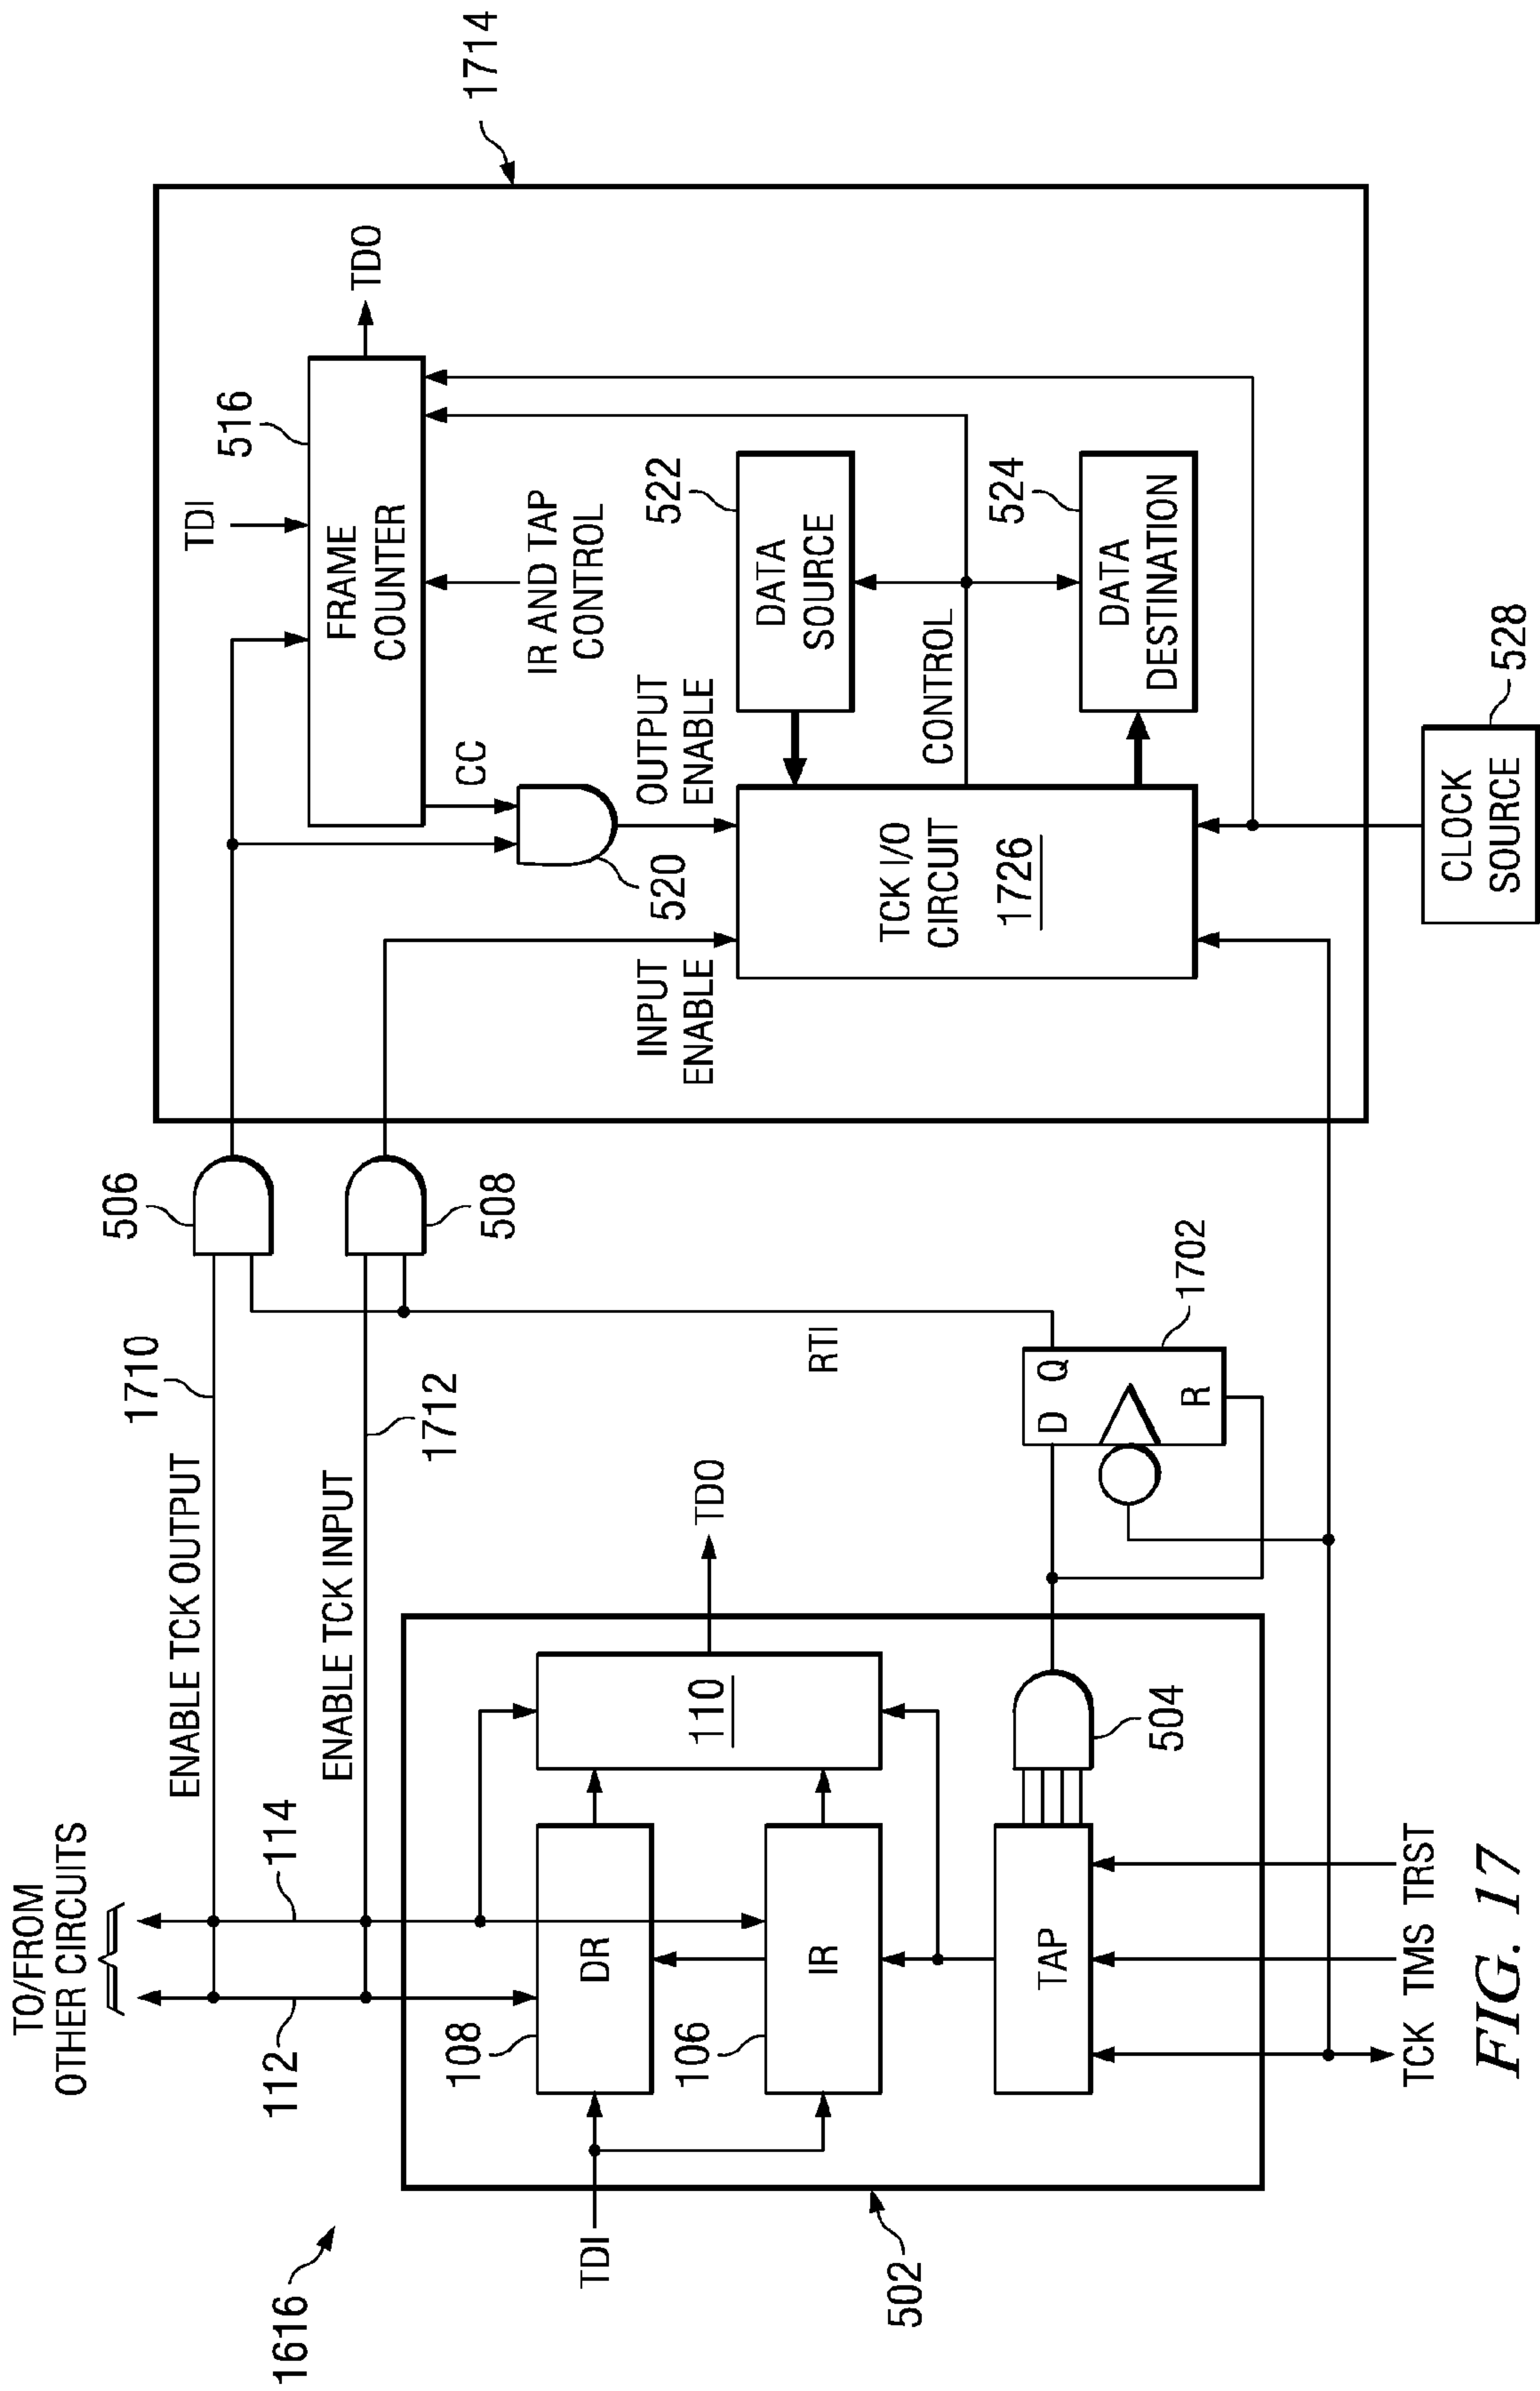 TO/FROM
OTHER CIRCUITS
1616
112
114
ENABLE TCK OUTPUT
1710
506
ENABLE TCK INPUT
1712
508
TDI
108
DR
106
IR
110
TDO
TAP
504
502
TCK
TMS
TRST
RTI
D
Q
R
1702
1714
TDI
516
FRAME
COUNTER
TDO
IR AND TAP
CONTROL
CC
520
INPUT
ENABLE
OUTPUT
ENABLE
522
DATA
SOURCE
TCK I/O
CIRCUIT
1726
CONTROL
524
DATA
DESTINATION
CLOCK
SOURCE
528
FIG. 17